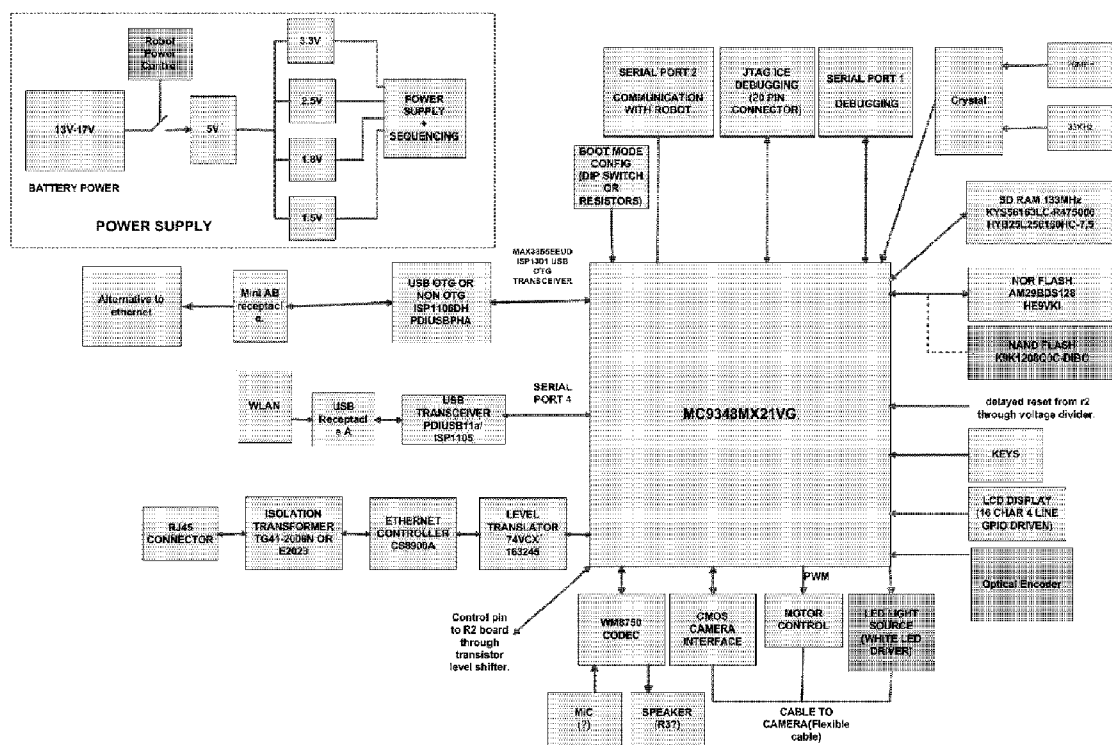 Robot
Power
Control
3.3V
13V-17V
5V
2.5V
1.8V
1.5V
POWER
SUPPLY
+
SEQUENCING
BATTERY POWER
POWER SUPPLY
SERIAL PORT 2
COMMUNICATION
WITH ROBOT
JTAG ICE
DEBUGGING
(20 PIN
CONNECTOR)
SERIAL PORT 1
DEBUGGING
Crystal
BOOT MODE
CONFIG
(DIP SWITCH
OR
RESISTORS)
SD RAM 133MHz
NOR FLASH
AM29BDS128
HE9VKI
NAND FLASH
delayed reset from r2
through voltage divider.
KEYS
LCD DISPLAY
(16 CHAR 4 LINE
GPIO DRIVEN)
Optical Encoder
ISP1301 USB
OTG
TRANSCEIVER
Alternative to
ethernet
Mini AB
USB OTG OR
NON OTG
PDIUSBPHA
WLAN
USB
Receptacl
e A
USB
TRANSCEIVER
PDIUSB11a/
ISP1105
SERIAL
PORT 4
MC9348MX21VG
RJ45
CONNECTOR
ISOLATION
TRANSFORMER
TG41-2006N OR
E2023
ETHERNET
CONTROLLER
CS8900A
LEVEL
TRANSLATOR
74VCX
163245
Control pin
to R2 board
through
transistor
level shifter.
WM8750
CODEC
CMOS
CAMERA
INTERFACE
PWM
MOTOR
CONTROL
LED LIGHT
SOURCE
(WHITE LED
DRIVER)
MIC
(?)
SPEAKER
(R3?)
CABLE TO
CAMERA(Flexible
cable)